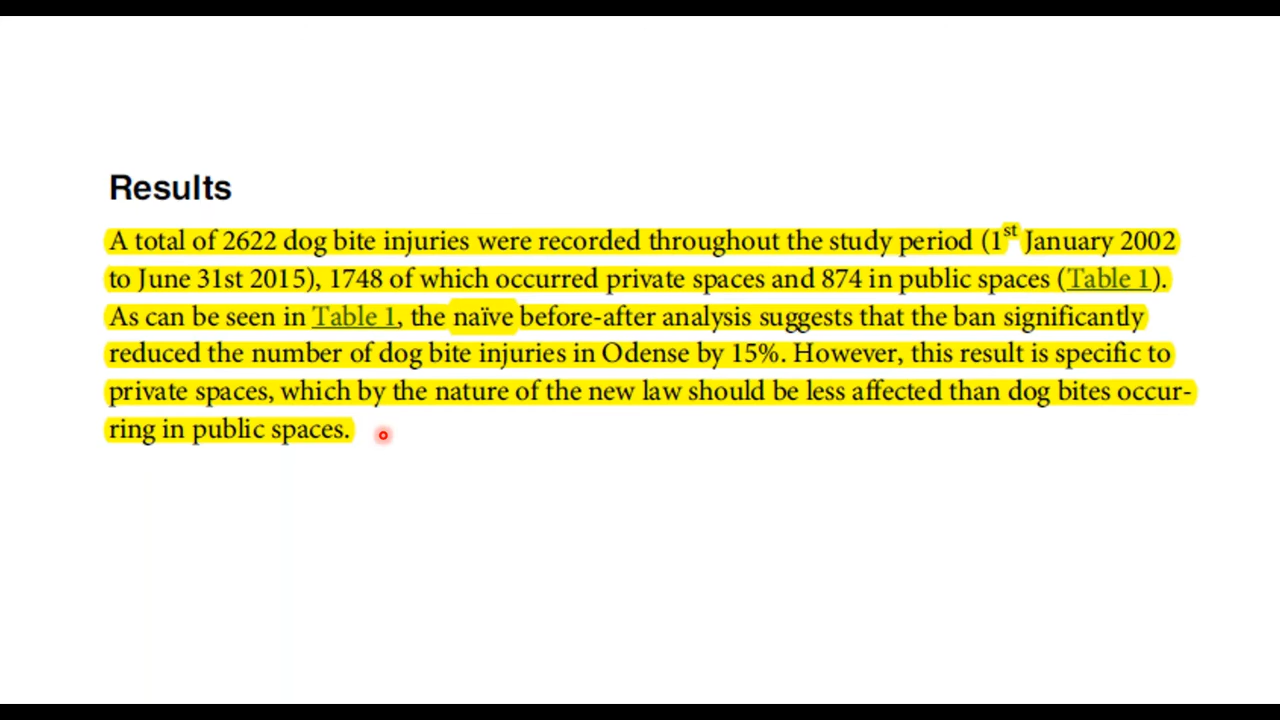 Results
A total of 2622 dog bite injuries were recorded throughout the study period (1st January 2002
to June 31st 2015), 1748 of which occurred private spaces and 874 in public spaces (Table 1).
As can be seen in Table 1, the naïve before-after analysis suggests that the ban significantly
reduced the number of dog bite injuries in Odense by 15%. However, this result is specific to
private spaces, which by the nature of the new law should be less affected than dog bites occur-
ring in public spaces.